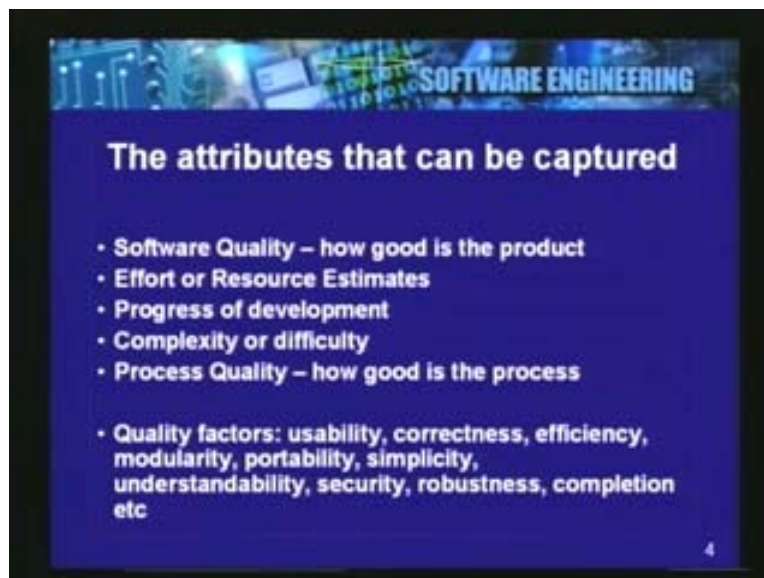 SOFTWARE ENGINEERING
The attributes that can be captured
• Software Quality – how good is the product
• Effort or Resource Estimates
• Progress of development
• Complexity or difficulty
• Process Quality – how good is the process
• Quality factors: usability, correctness, efficiency,
modularity, portability, simplicity,
understandability, security, robustness, completion
etc
4